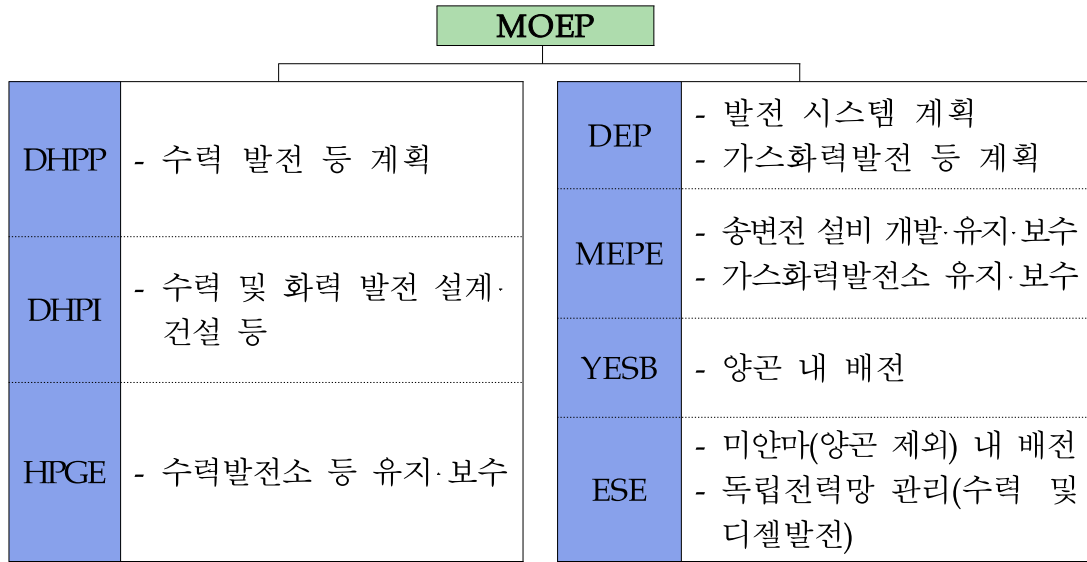 MOEP
DHPP
- 수력 발전 등 계획
DHPI
- 수력 및 화력 발전 설계·
건설 등
HPGE
- 수력발전소 등 유지·보수
DEP
- 발전 시스템 계획
- 가스화력발전 등 계획
MEPE
- 송변전 설비 개발·유지·보수
- 가스화력발전소 유지·보수
YESB
- 양곤 내 배전
ESE
- 미얀마(양곤 제외) 내 배전
- 독립전력망 관리(수력 및
디젤발전)